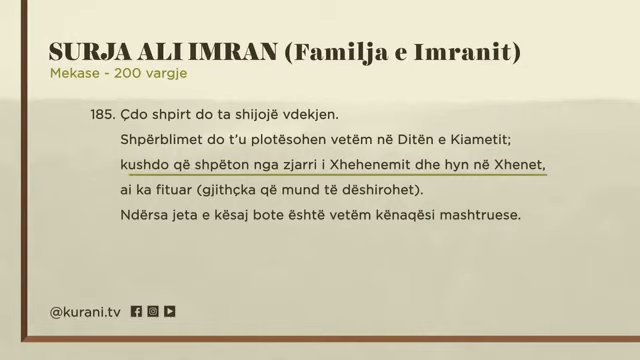 SURJA ALI IMRAN (Familja e Imranit)
Mekase - 200 vargje
185. Çdo shpirt do ta shijojë vdekjen.
Shpërblimet do t'u plotësohen vetëm në Ditën e Kiametit;
kushdo që shpëton nga zjarri i Xhehenemit dhe hyn në Xhenet,
ai ka fituar (gjithçka që mund të dëshirohet).
Ndërsa jeta e kësaj bote është vetëm kënaqësi mashtruese.
@kurani.tv